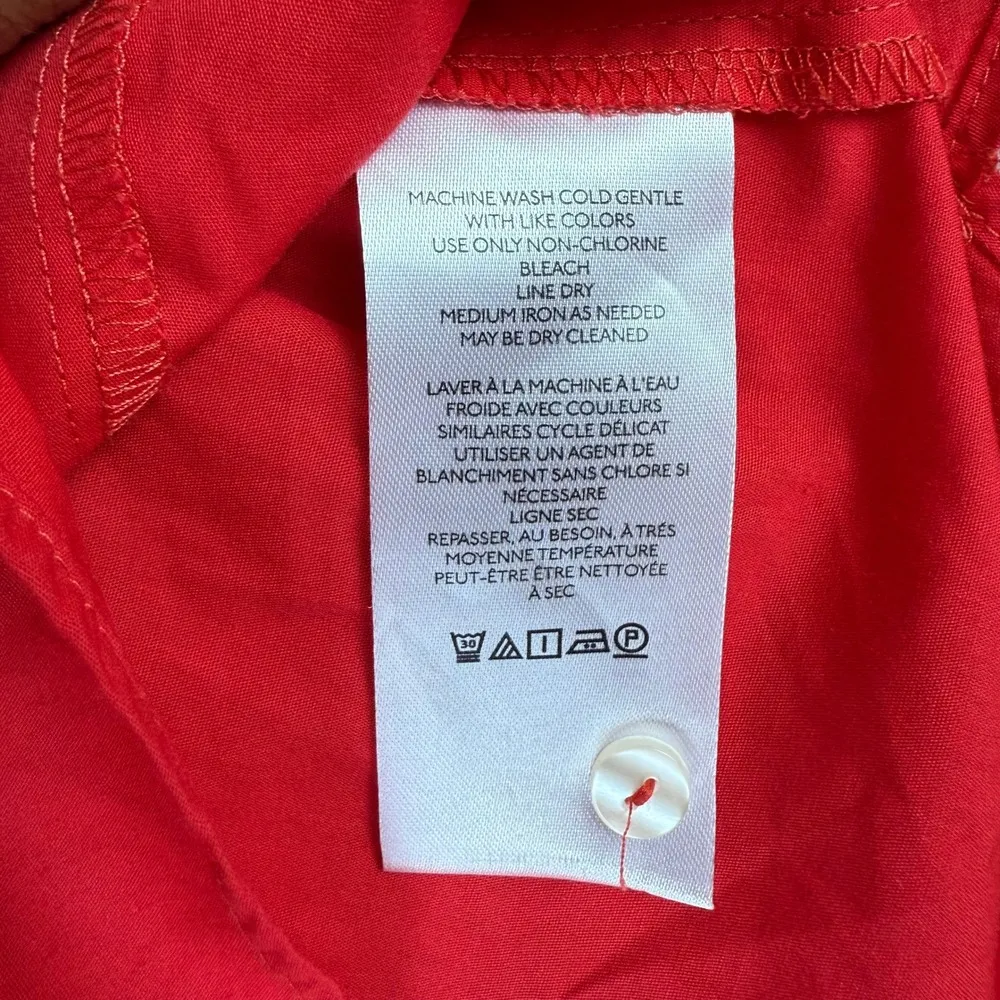 MACHINE WASH COLD GENTLE
WITH LIKE COLORS
USE ONLY NON-CHLORINE
BLEACH
LINE DRY
MEDIUM IRON AS NEEDED
MAY BE DRY CLEANED
LAVER À LA MACHINE À L'EAU
FROIDE AVEC COULEURS
SIMILAIRES CYCLE DÉLICAT
UTILISER UN AGENT DE
BLANCHIMENT SANS CHLORE SI
NÉCESSAIRE
LIGNE SEC
REPASSER, AU BESOIN, À TRÉS
MOYENNE TEMPÉRATURE
PEUT-ÊTRE ÊTRE NETTOYÉE
À SEC
30 P